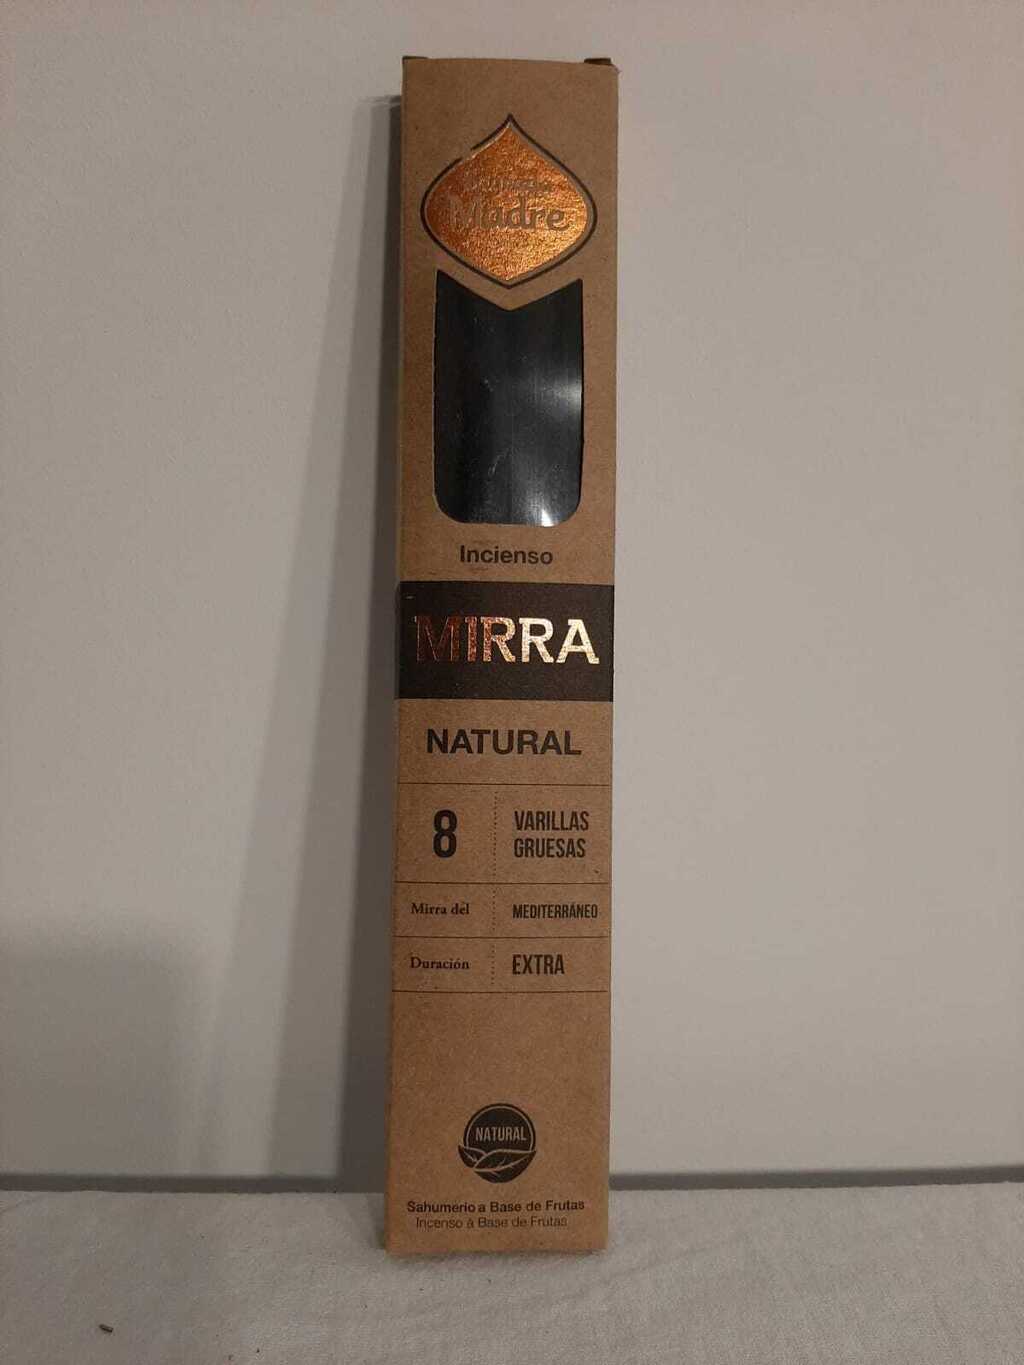 Madre
Incienso
MIRRA
NATURAL
8 VARILLAS
GRUESAS
Mirra del MEDITERRÁNEO
Duración EXTRA
NATURAL
Sahumerio a Base de Frutas
Incenso à Base de Frutas